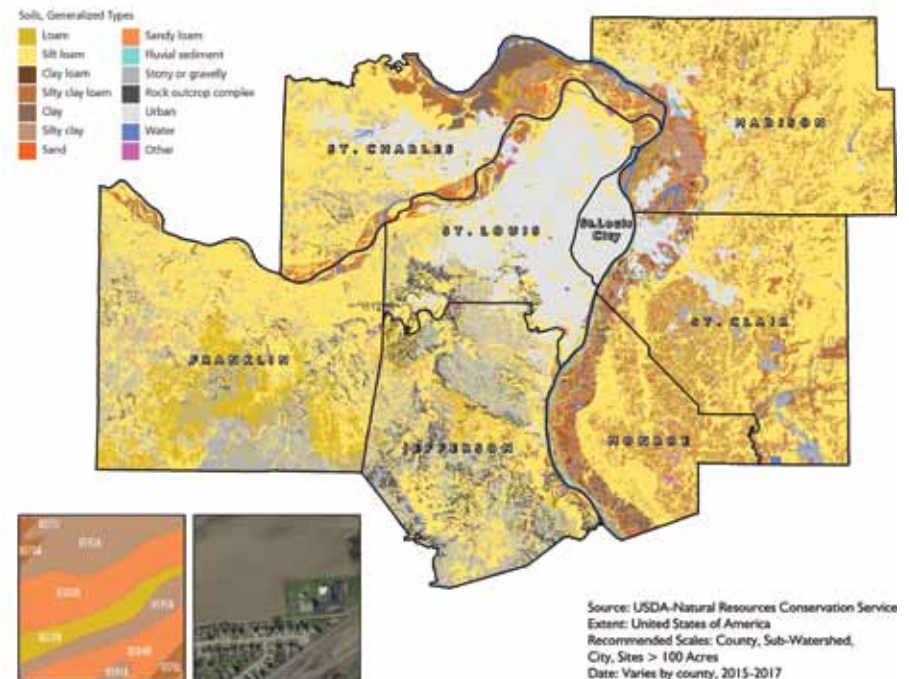 Soils, Generalized Types
Loam
Silt loam
Clay loam
Silty clay loam
Clay
Silty clay
Sand
Sandy loam
Fluvial sediment
Stony or gravelly
Rock outcrop complex
Urban
Water
Other
MADISON
ST. CHARLES
ST. LOUIS
St. Louis
City
ST. CLAIR
FRANKLIN
JEFFERSON
MONROE
Source: USDA-Natural Resources Conservation Service
Extent: United States of America
Recommended Scales: County, Sub-Watershed,
City, Sites > 100 Acres
Date: Varies by county, 2015-2017